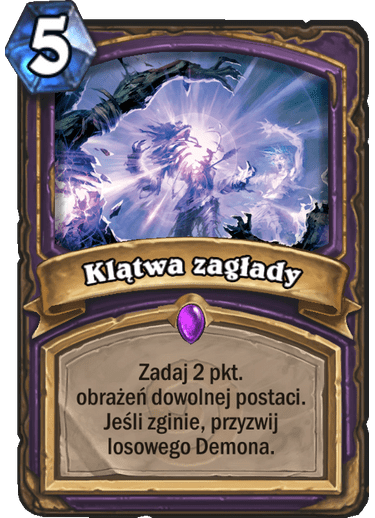 5
Klątwa zagłady
Zadaj 2 pkt.
obrażeń dowolnej postaci.
Jeśli zginie, przyzwij
losowego Demona.